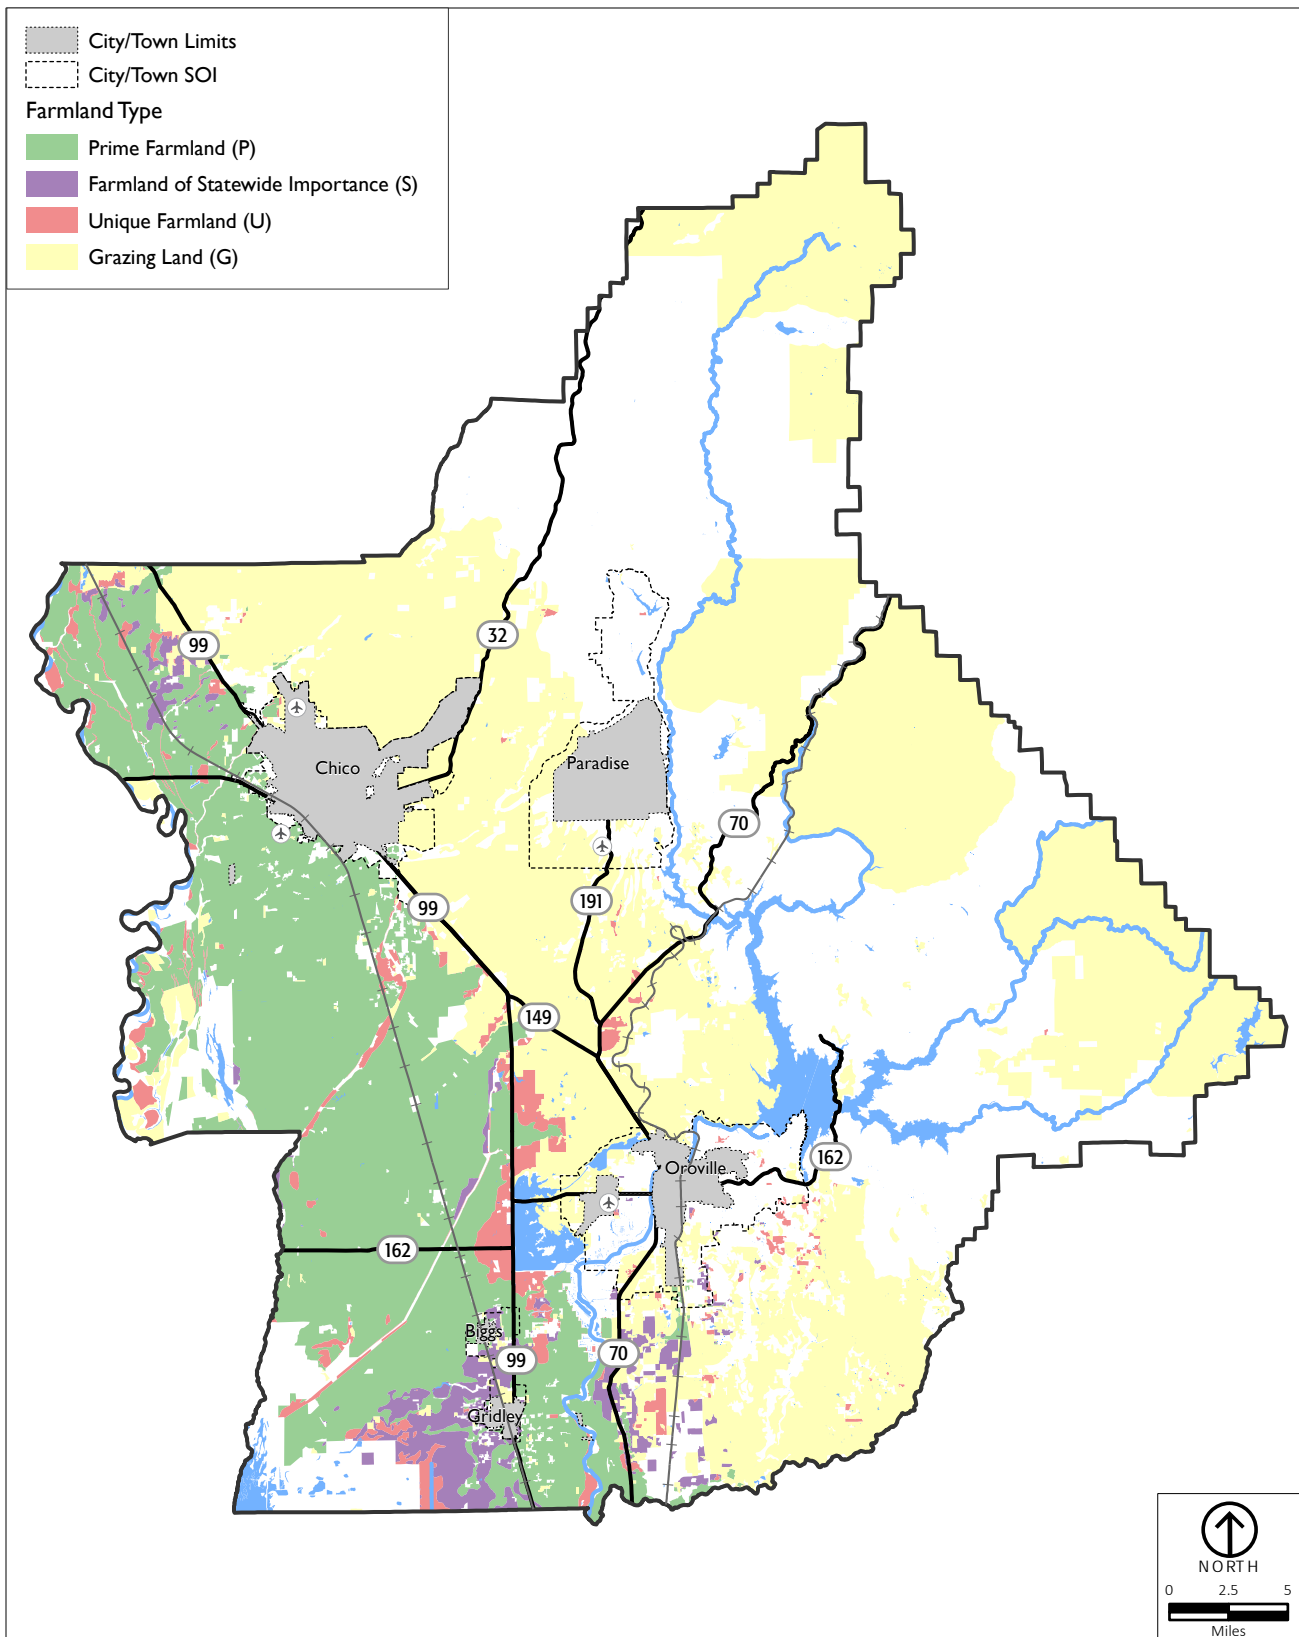 City/Town Limits
City/Town SOI
Farmland Type
Prime Farmland (P)
Farmland of Statewide Importance (S)
Unique Farmland (U)
Grazing Land (G)
99
32
Chico
Paradise
70
99
191
149
162
Oroville
162
Biggs
99
70
Gridley
NORTH
0 2.5 5
Miles